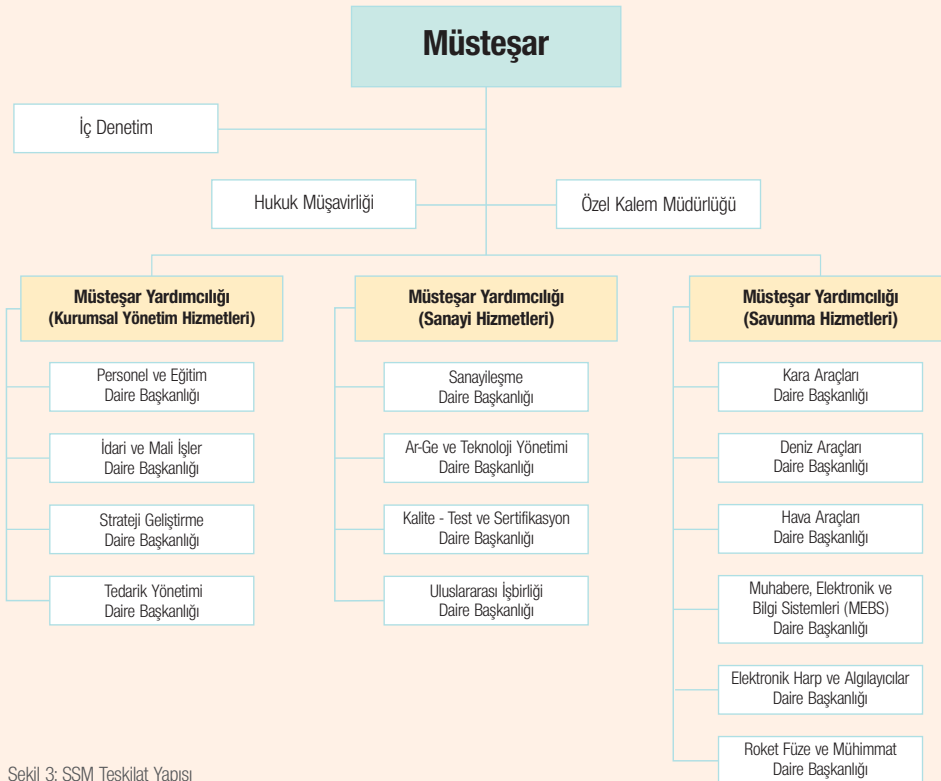 Müsteşar
İç Denetim
Hukuk Müşavirliği
Özel Kalem Müdürlüğü
Müsteşar Yardımcılığı
(Kurumsal Yönetim Hizmetleri)
Personel ve Eğitim
Daire Başkanlığı
İdari ve Mali İşler
Daire Başkanlığı
Strateji Geliştirme
Daire Başkanlığı
Tedarik Yönetimi
Daire Başkanlığı
Müsteşar Yardımcılığı
(Sanayi Hizmetleri)
Sanayileşme
Daire Başkanlığı
Ar-Ge ve Teknoloji Yönetimi
Daire Başkanlığı
Kalite - Test ve Sertifikasyon
Daire Başkanlığı
Uluslararası İşbirliği
Daire Başkanlığı
Müsteşar Yardımcılığı
(Savunma Hizmetleri)
Kara Araçları
Daire Başkanlığı
Deniz Araçları
Daire Başkanlığı
Hava Araçları
Daire Başkanlığı
Muhabere, Elektronik ve
Bilgi Sistemleri (MEBS)
Daire Başkanlığı
Elektronik Harp ve Algılayıcılar
Daire Başkanlığı
Roket Füze ve Mühimmat
Daire Başkanlığı
Şekil 3: SSM Teşkilat Yapısı